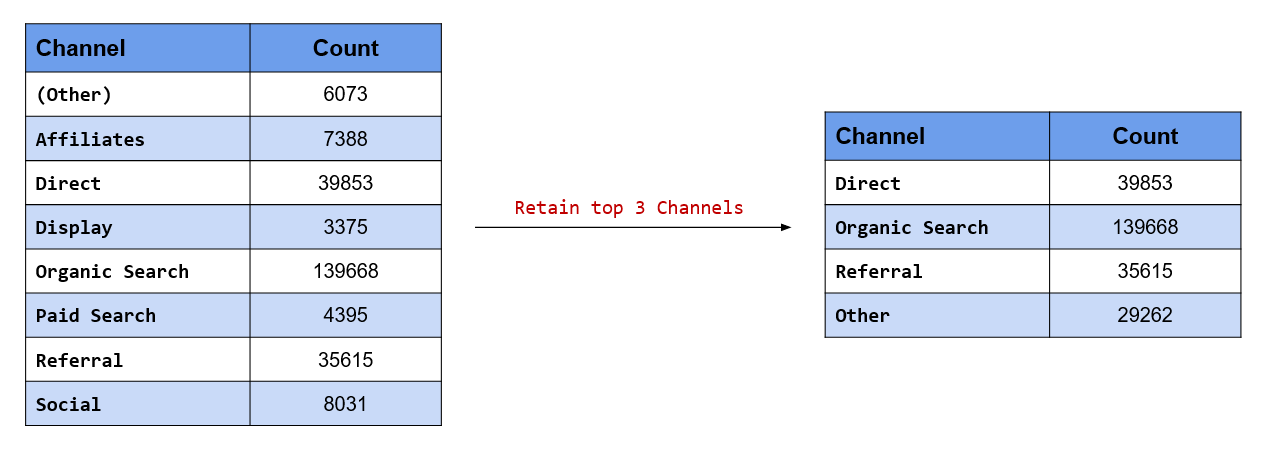 Channel Count
(Other) 6073
Affiliates 7388
Direct 39853
Display 3375
Organic Search 139668
Paid Search 4395
Referral 35615
Social 8031
Retain top 3 Channels
Channel Count
Direct 39853
Organic Search 139668
Referral 35615
Other 29262